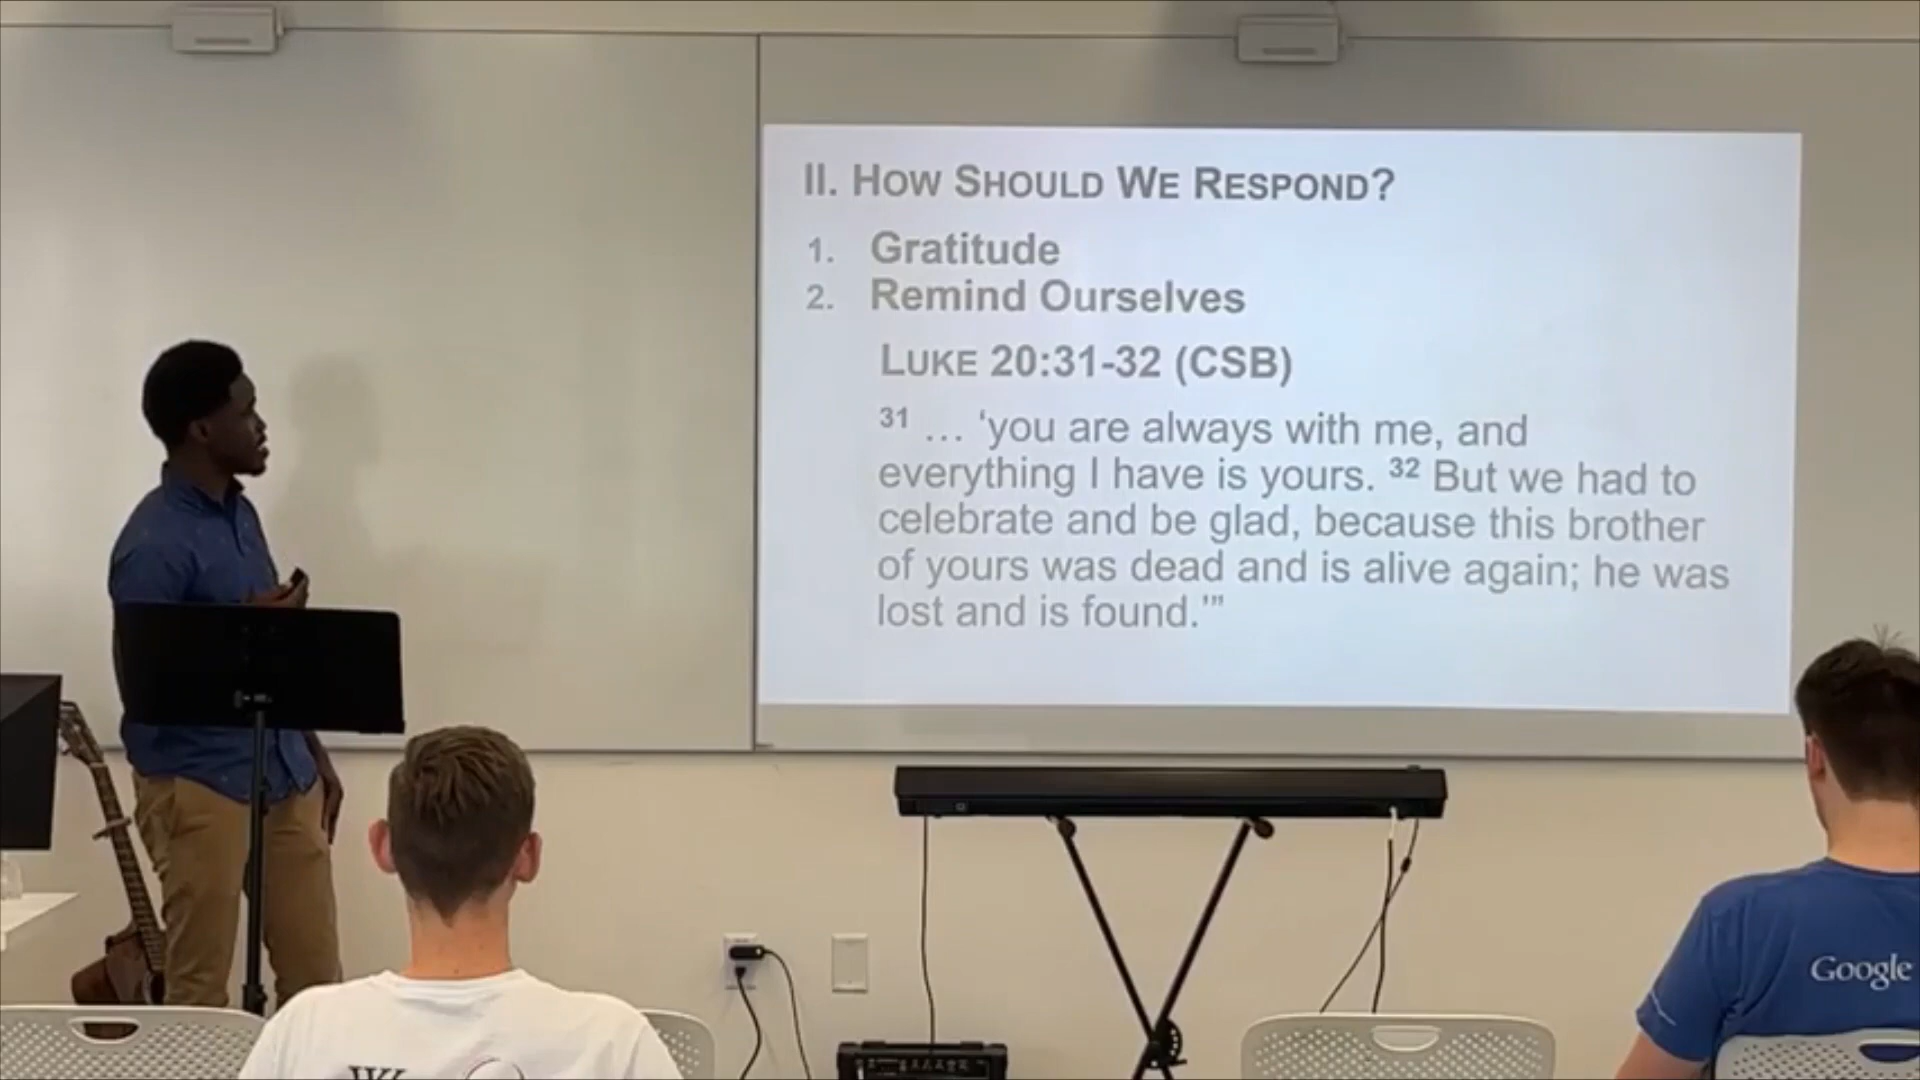 II. HOW SHOULD WE RESPOND?
1. Gratitude
2. Remind Ourselves
LUKE 20:31-32 (CSB)
31 … ‘you are always with me, and
everything I have is yours. 32 But we had to
celebrate and be glad, because this brother
of yours was dead and is alive again; he was
lost and is found.’”
Google